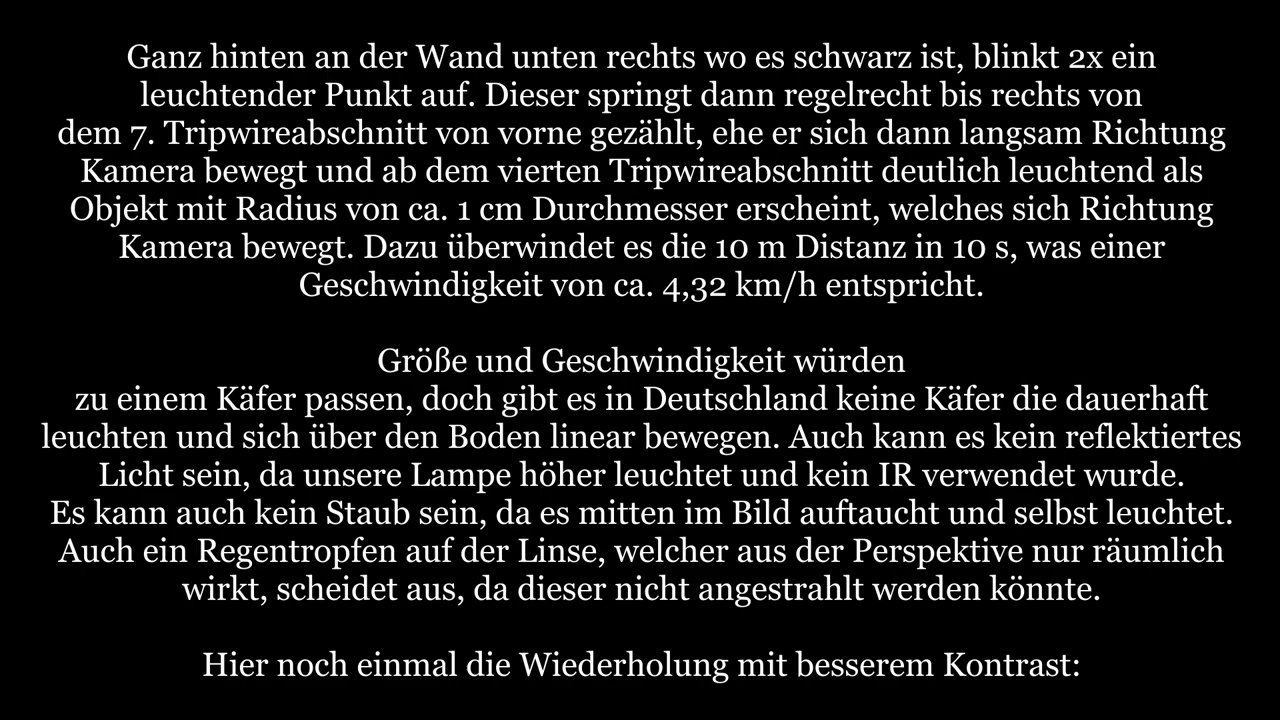 Ganz hinten an der Wand unten rechts wo es schwarz ist, blinkt 2x ein
leuchtender Punkt auf. Dieser springt dann regelrecht bis rechts von
dem 7. Tripwireabschnitt von vorne gezählt, ehe er sich dann langsam Richtung
Kamera bewegt und ab dem vierten Tripwireabschnitt deutlich leuchtend als
Objekt mit Radius von ca. 1 cm Durchmesser erscheint, welches sich Richtung
Kamera bewegt. Dazu überwindet es die 10 m Distanz in 10 s, was einer
Geschwindigkeit von ca. 4,32 km/h entspricht.
Größe und Geschwindigkeit würden
zu einem Käfer passen, doch gibt es in Deutschland keine Käfer die dauerhaft
leuchten und sich über den Boden linear bewegen. Auch kann es kein reflektiertes
Licht sein, da unsere Lampe höher leuchtet und kein IR verwendet wurde.
Es kann auch kein Staub sein, da es mitten im Bild auftaucht und selbst leuchtet.
Auch ein Regentropfen auf der Linse, welcher aus der Perspektive nur räumlich
wirkt, scheidet aus, da dieser nicht angestrahlt werden könnte.
Hier noch einmal die Wiederholung mit besserem Kontrast: